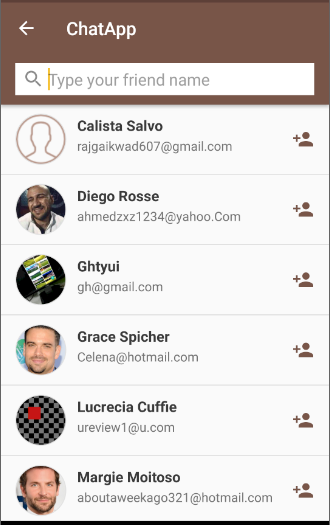 ChatApp
Type your friend name
Calista Salvo
rajgaikwad607@gmail.com
Diego Rosse
ahmedzxz1234@yahoo.Com
Ghtyui
gh@gmail.com
Grace Spicher
Celena@hotmail.com
Lucrecia Cuffie
ureview1@u.com
Margie Moitoso
aboutaweekago321@hotmail.com